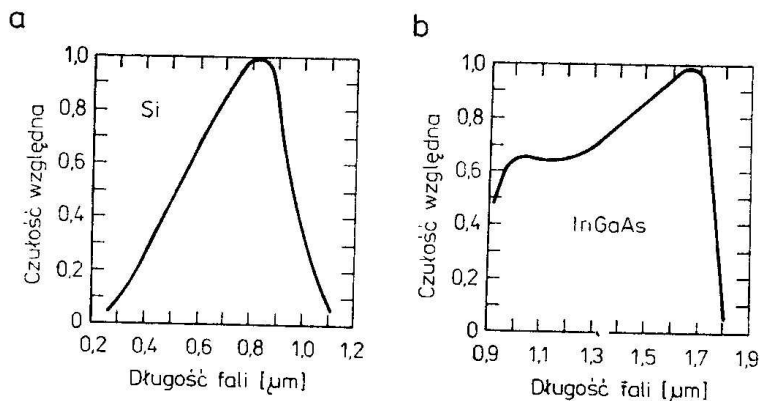 a
Czułość względna
1,0
0,8
0,6
0,4
0,2
0
Si
0,2 0,4 0,6 0,8 1,0 1,2
Długość fali [µm]
b
Czułość względna
1,0
0,8
0,6
0,4
0,2
0
InGaAs
0,9 1,1 1,3 1,5 1,7 1,9
Długość fali [µm]